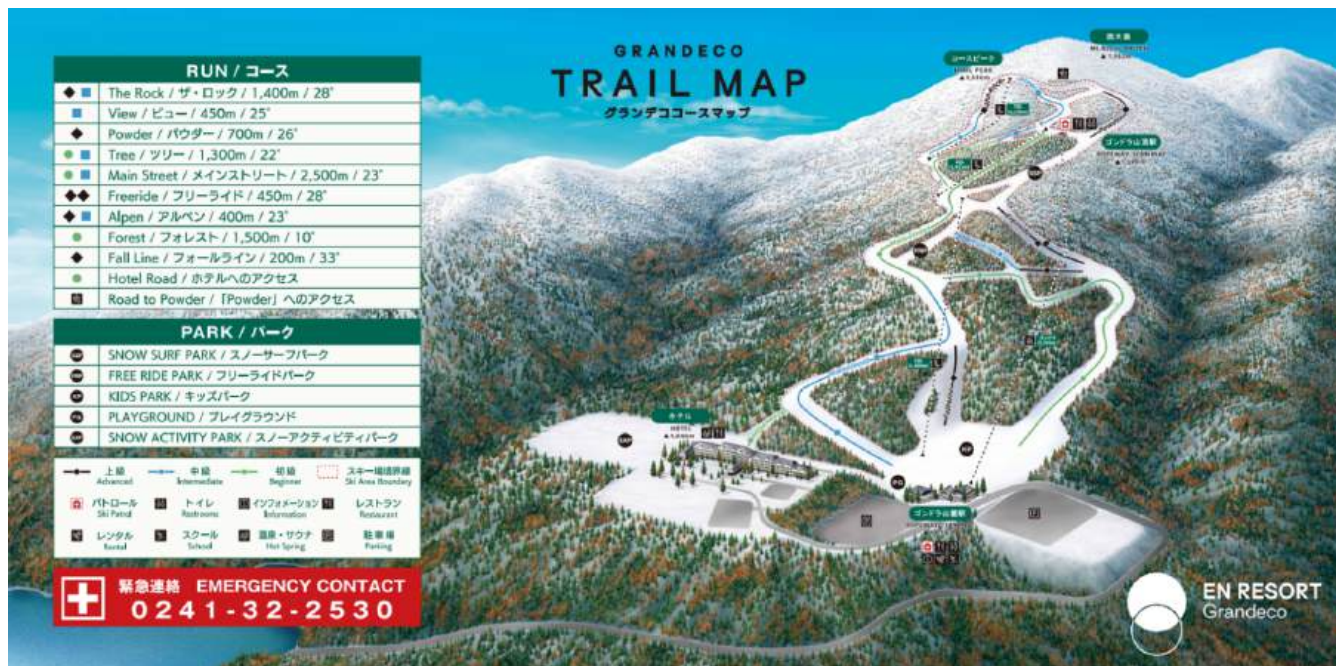 GRANDECO
TRAIL MAP
グランデココースマップ
RUN / コース
The Rock / ザ・ロック / 1,400m / 28°
View / ビュー / 450m / 25°
Powder / パウダー / 700m / 26°
Tree / ツリー / 1,300m / 22°
Main Street / メインストリート / 2,500m / 23°
Freeride / フリーライド / 450m / 28°
Alpen / アルペン / 400m / 23°
Forest / フォレスト / 1,500m / 10°
Fall Line / フォールライン / 200m / 33°
Hotel Road / ホテルへのアクセス
Road to Powder / 「Powder」へのアクセス
PARK / パーク
SNOW SURF PARK / スノーサーフパーク
FREE RIDE PARK / フリーライドパーク
KIDS PARK / キッズパーク
PLAYGROUND / プレイグラウンド
SNOW ACTIVITY PARK / スノーアクティビティパーク
上級 中級 初級 スキー場境界線
Advanced Intermediate Beginner Ski Area Boundary
パトロール トイレ インフォメーション レストラン
Ski Patrol Restrooms Information Restaurant
レンタル スクール 温泉・サウナ 駐車場
Rental School Hot Spring Parking
緊急連絡 EMERGENCY CONTACT
0241-32-2530
コースピーク
西大巓
ゴンドラ山頂駅
ホテル
HOTEL
KP
PG
ゴンドラ山麓駅
EN RESORT
Grandeco